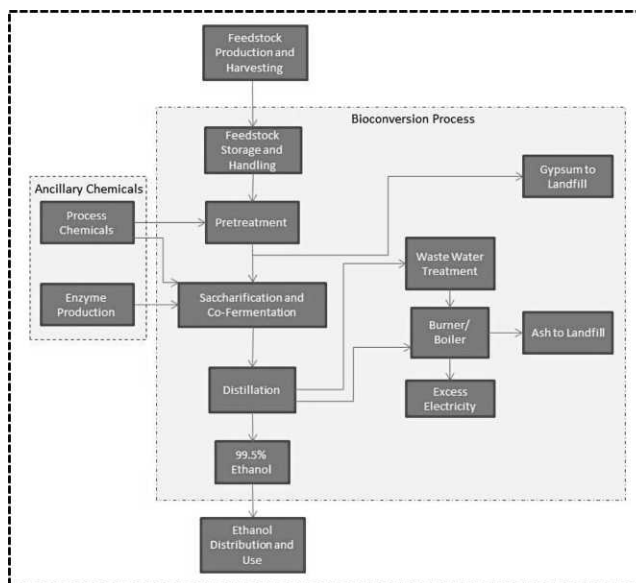 Feedstock
Production and
Harvesting
Bioconversion Process
Feedstock
Storage and
Handling
Gypsum to
Landfill
Ancillary Chemicals
Process
Chemicals
Pretreatment
Waste Water
Treatment
Enzyme
Production
Saccharification and
Co-Fermentation
Burner/
Boiler
Ash to Landfill
Distillation
Excess
Electricity
99.5%
Ethanol
Ethanol
Distribution and
Use